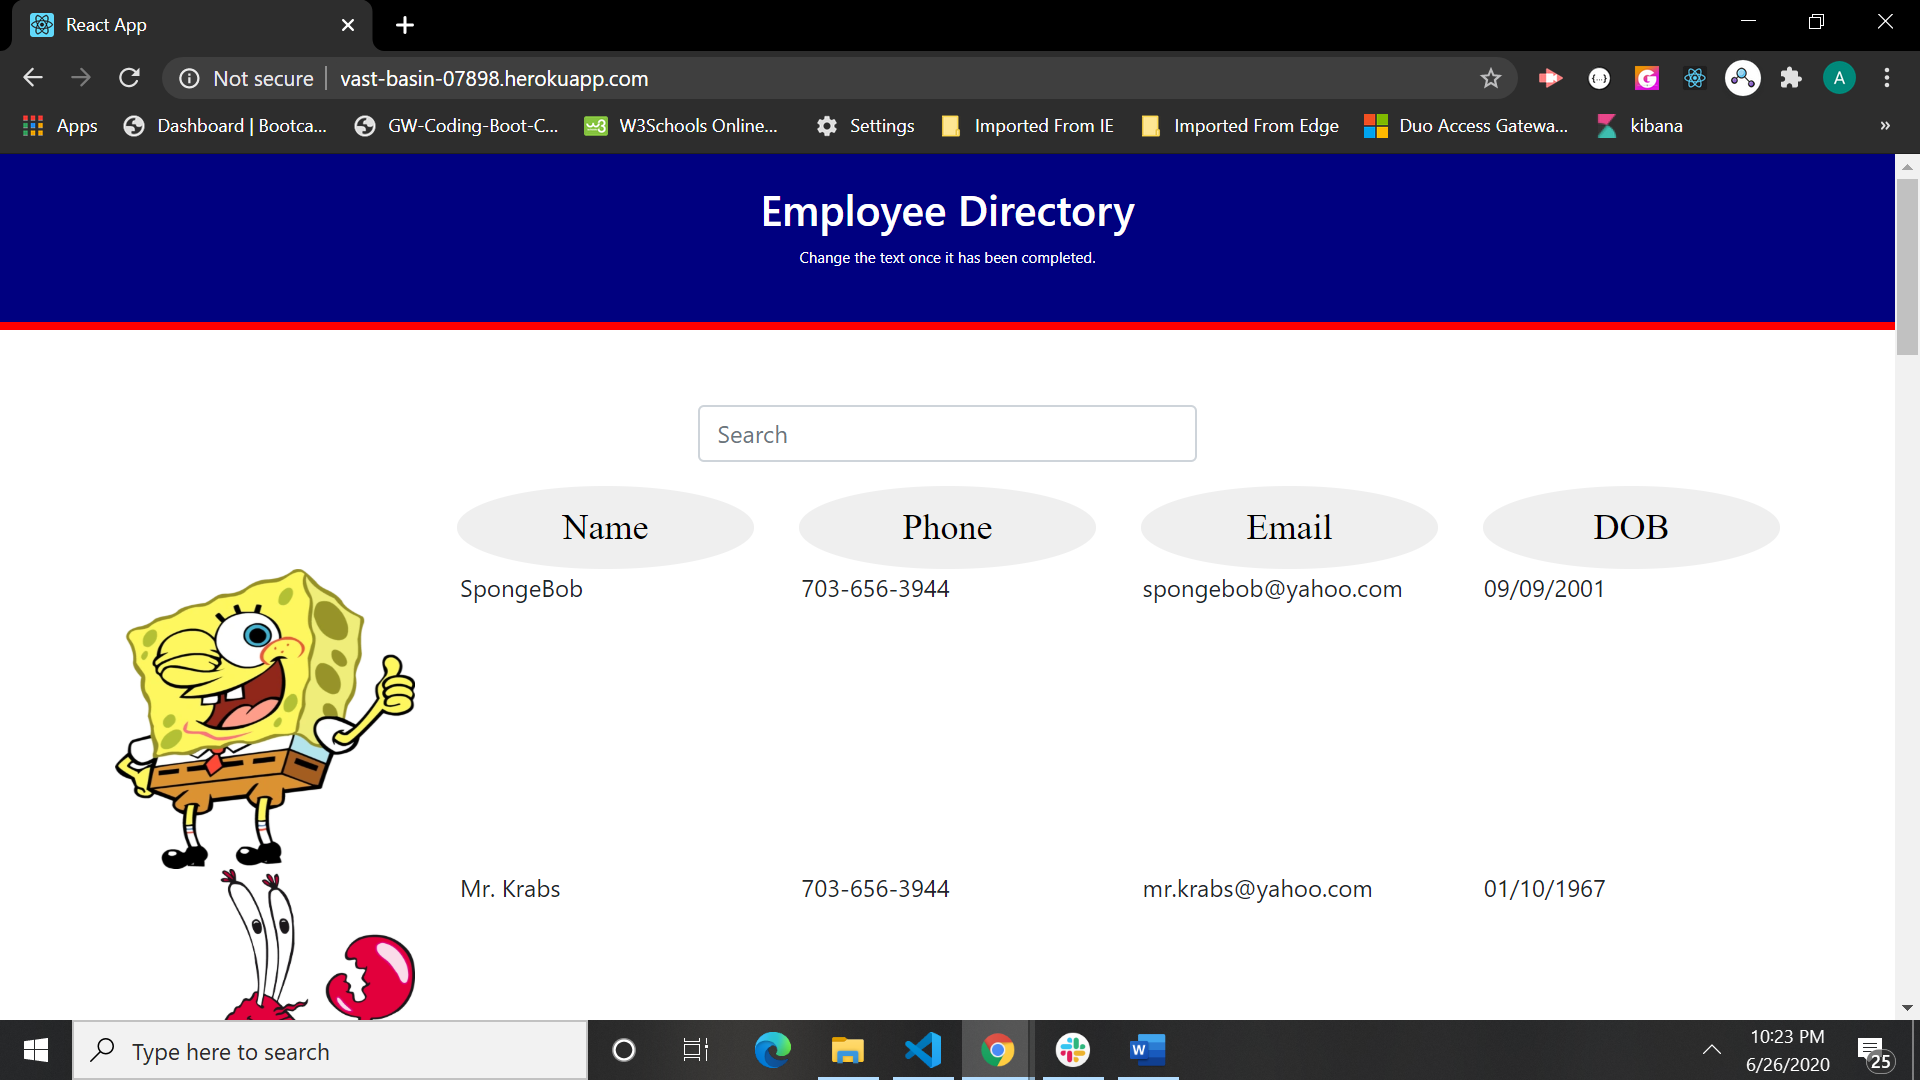 React App
Not secure | vast-basin-07898.herokuapp.com
A
Apps Dashboard | Bootca... GW-Coding-Boot-C... W3Schools Online... Settings Imported From IE Imported From Edge Duo Access Gatewa... kibana »
Employee Directory
Change the text once it has been completed.
Search
Name Phone Email DOB
SpongeBob 703-656-3944 spongebob@yahoo.com 09/09/2001
Mr. Krabs 703-656-3944 mr.krabs@yahoo.com 01/10/1967
Type here to search
10:23 PM
6/26/2020
25